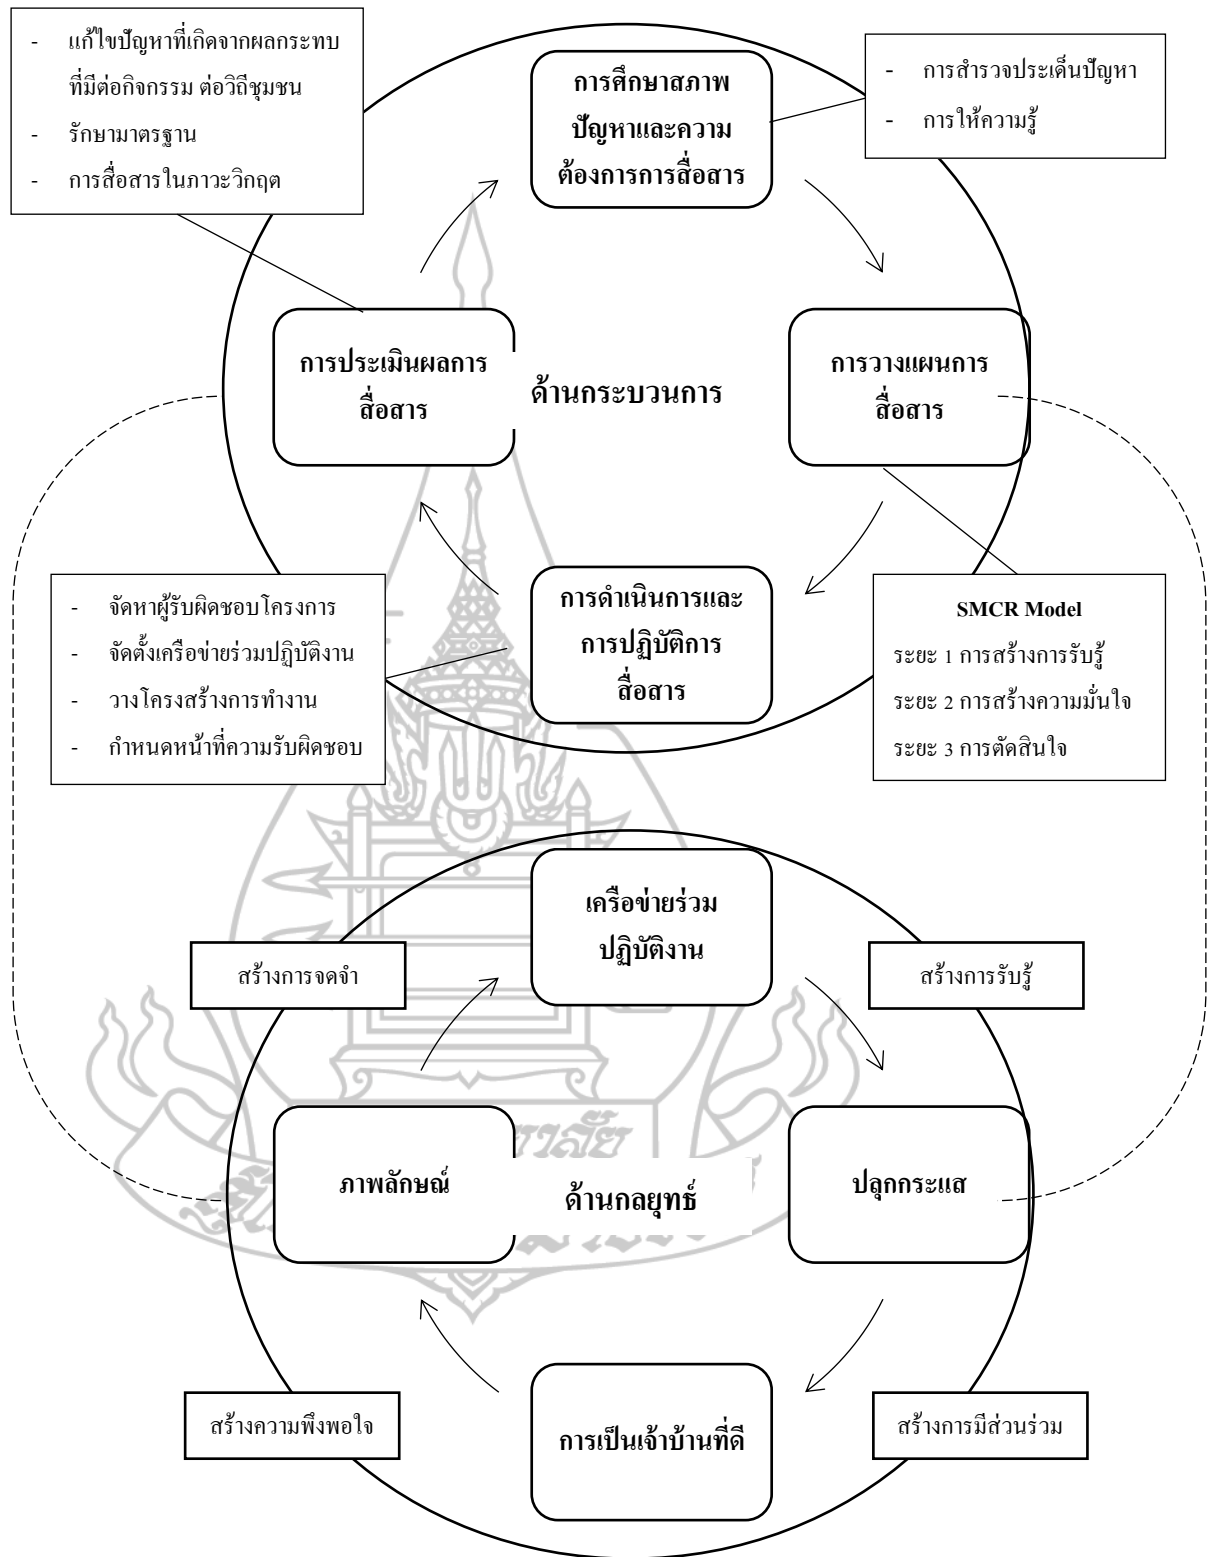 - แก้ไขปัญหาที่เกิดจากผลกระทบ
ที่มีต่อกิจกรรม ต่อวิถีชุมชน
- รักษามาตรฐาน
- การสื่อสารในภาวะวิกฤต
การศึกษาสภาพ
ปัญหาและความ
ต้องการการสื่อสาร
- การสำรวจประเด็นปัญหา
- การให้ความรู้
การประเมินผลการ
สื่อสาร
ด้านกระบวนการ
การวางแผนการ
สื่อสาร
- จัดหาผู้รับผิดชอบโครงการ
- จัดตั้งเครือข่ายร่วมปฏิบัติงาน
- วางโครงสร้างการทำงาน
- กำหนดหน้าที่ความรับผิดชอบ
การดำเนินการและ
การปฏิบัติการ
สื่อสาร
SMCR Model
ระยะ 1 การสร้างการรับรู้
ระยะ 2 การสร้างความมั่นใจ
ระยะ 3 การตัดสินใจ
เครือข่ายร่วม
ปฏิบัติงาน
สร้างการจดจำ
สร้างการรับรู้
ภาพลักษณ์
ด้านกลยุทธ์
ปลุกกระแส
สร้างความพึงพอใจ
การเป็นเจ้าบ้านที่ดี
สร้างการมีส่วนร่วม